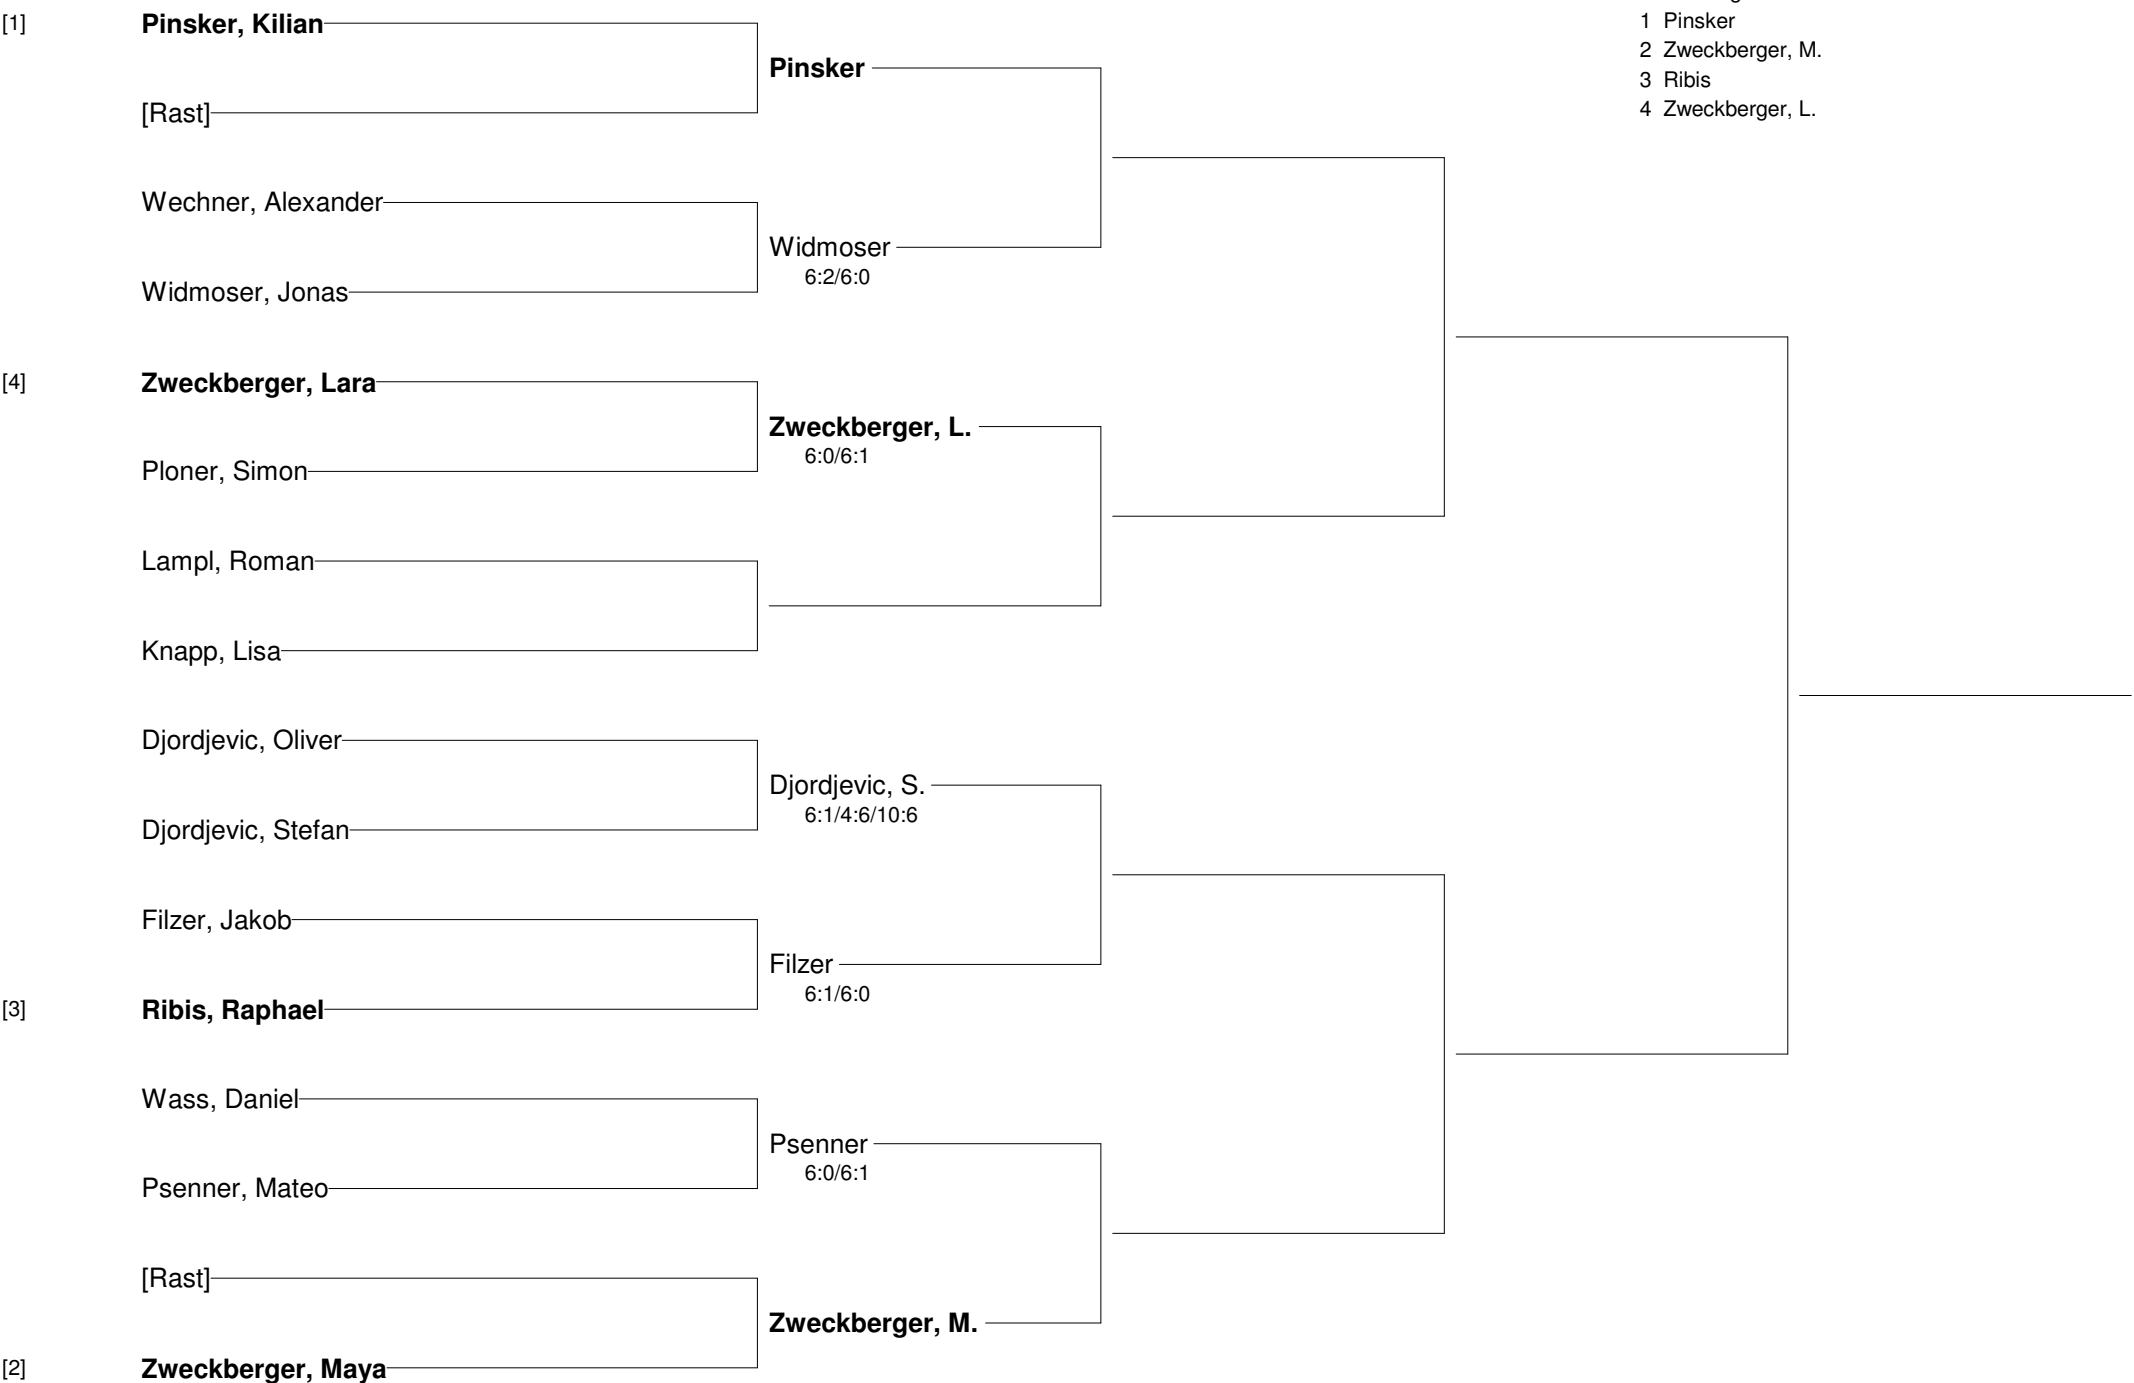 [1] Pinsker, Kilian
1 Pinsker
2 Zweckberger, M.
Pinsker
3 Ribis
[Rast]
4 Zweckberger, L.
Wechner, Alexander
Widmoser
6:2/6:0
Widmoser, Jonas
[4] Zweckberger, Lara
Zweckberger, L.
6:0/6:1
Ploner, Simon
Lampl, Roman
Knapp, Lisa
Djordjevic, Oliver
Djordjevic, S.
6:1/4:6/10:6
Djordjevic, Stefan
Filzer, Jakob
Filzer
6:1/6:0
[3] Ribis, Raphael
Wass, Daniel
Psenner
6:0/6:1
Psenner, Mateo
[Rast]
Zweckberger, M.
[2] Zweckberger, Maya